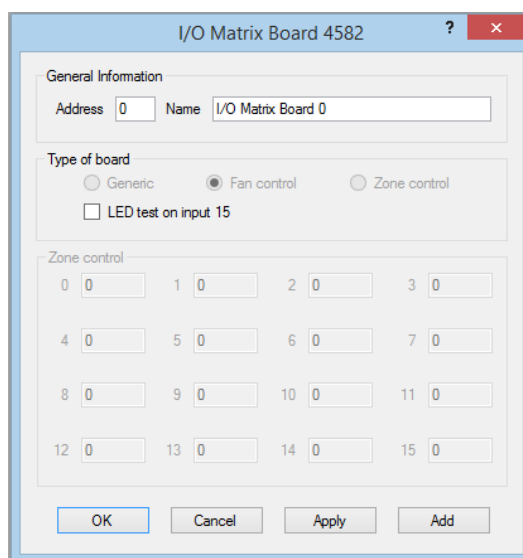 I/O Matrix Board 4582 ? ×
General Information
Address 0 Name I/O Matrix Board 0
Type of board
Generic Fan control Zone control
LED test on input 15
Zone control
0 0 1 0 2 0 3 0
4 0 5 0 6 0 7 0
8 0 9 0 10 0 11 0
12 0 13 0 14 0 15 0
OK Cancel Apply Add